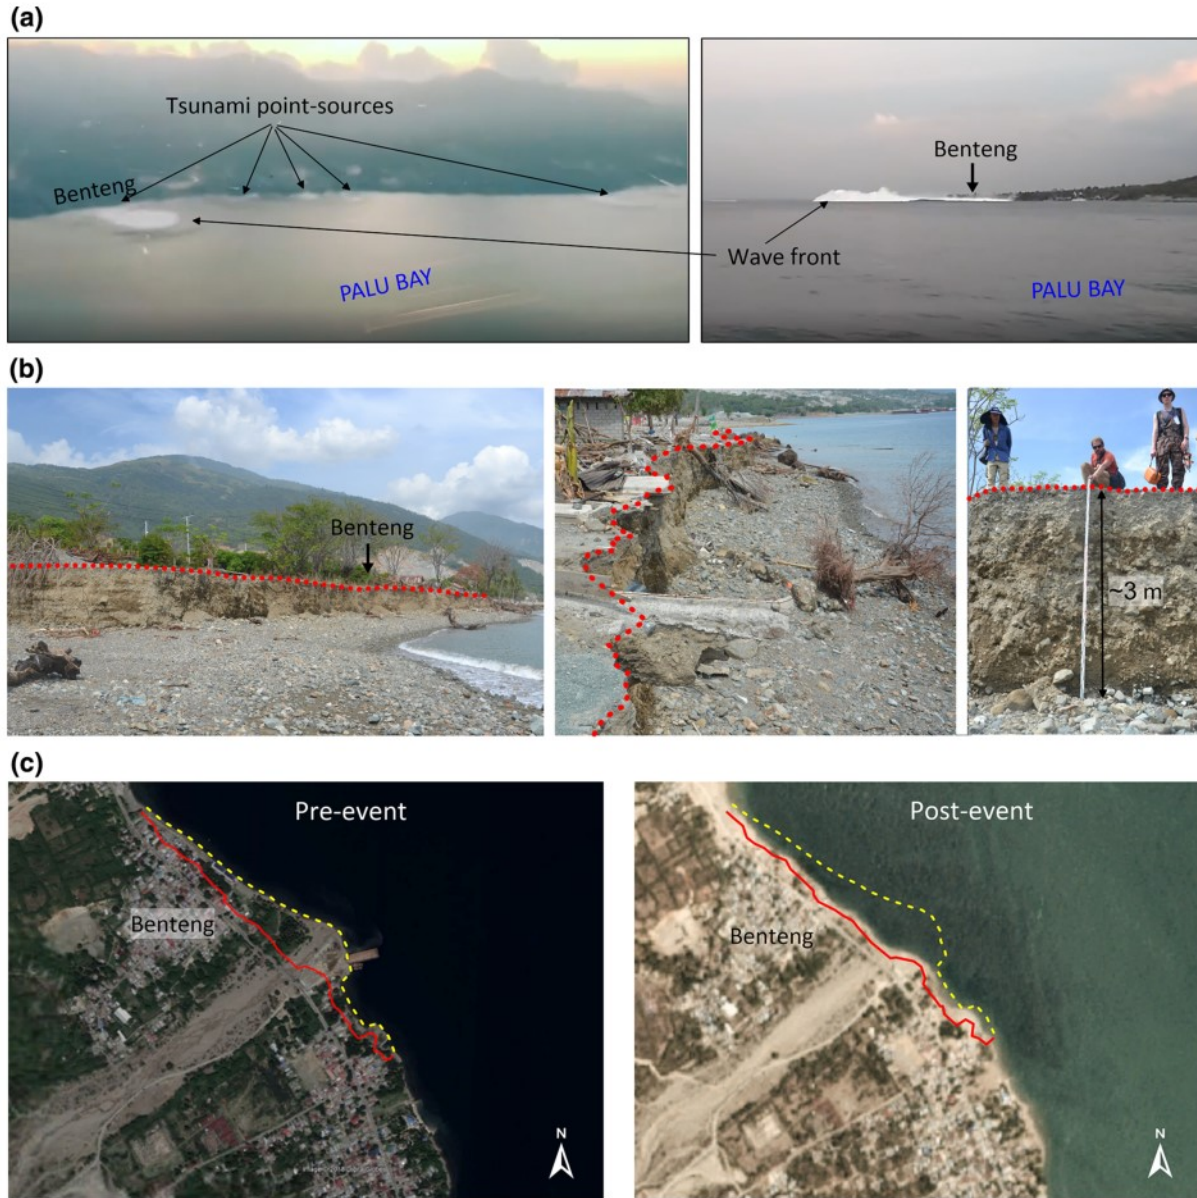 (a)
Tsunami point-sources
Benteng
PALU BAY
Benteng
Wave front
PALU BAY
(b)
Benteng
~3 m
(c)
Pre-event
Benteng
N
Post-event
Benteng
N